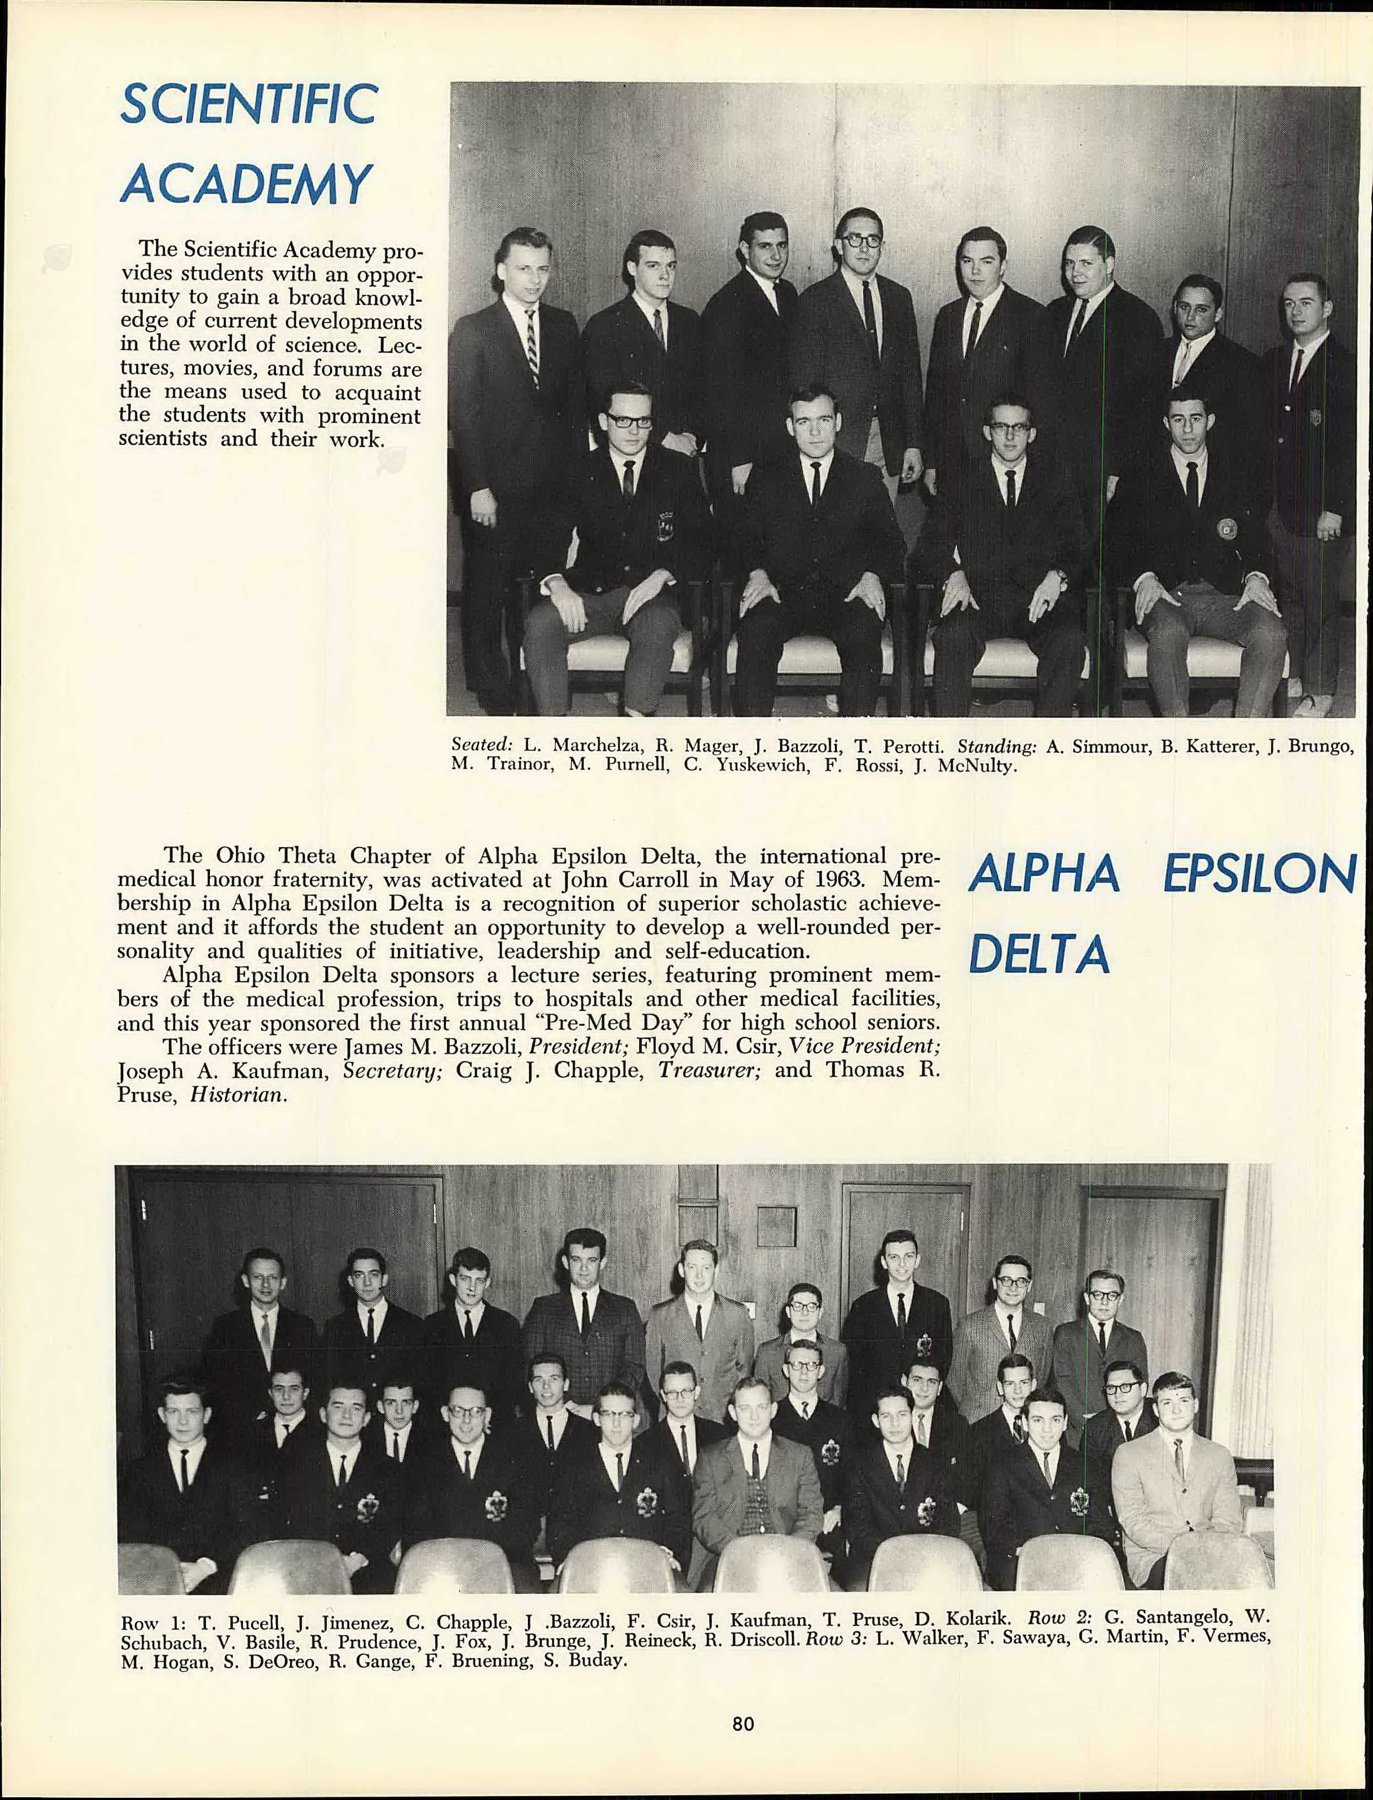 SCIENTIFIC
ACADEMY
The Scientific Academy pro-
vides students with an oppor-
tunity to gain a broad knowl-
edge of current developments
in the world of science. Lec-
tures, movies, and forums are
the means used to acquaint
the students with prominent
scientists and their work.
Seated: L. Marchelza, R. Mager, J. Bazzoli, T. Perotti. Standing: A. Simmour, B. Katterer, J. Brungo,
M. Trainor, M. Purnell, C. Yuskewich, F. Rossi, J. McNulty.
The Ohio Theta Chapter of Alpha Epsilon Delta, the international pre-
medical honor fraternity, was activated at John Carroll in May of 1963. Mem-
bership in Alpha Epsilon Delta is a recognition of superior scholastic achieve-
ment and it affords the student an opportunity to develop a well-rounded per-
sonality and qualities of initiative, leadership and self-education.
Alpha Epsilon Delta sponsors a lecture series, featuring prominent mem-
bers of the medical profession, trips to hospitals and other medical facilities,
and this year sponsored the first annual “Pre-Med Day” for high school seniors.
The officers were James M. Bazzoli, President; Floyd M. Csir, Vice President;
Joseph A. Kaufman, Secretary; Craig J. Chapple, Treasurer; and Thomas R.
Pruse, Historian.
ALPHA EPSILON
DELTA
Row 1: T. Pucell, J. Jimenez, C. Chapple, J .Bazzoli, F. Csir, J. Kaufman, T. Pruse, D. Kolarik. Row 2: G. Santangelo, W.
Schubach, V. Basile, R. Prudence, J. Fox, J. Brunge, J. Reineck, R. Driscoll. Row 3: L. Walker, F. Sawaya, G. Martin, F. Vermes,
M. Hogan, S. DeOreo, R. Gange, F. Bruening, S. Buday.
80